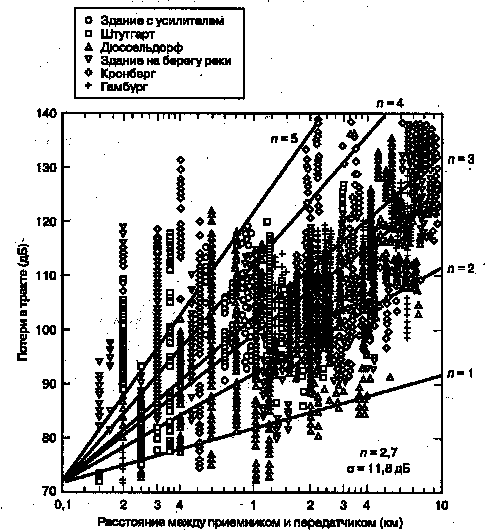 Здание с усилителем
Штутгарт
Дюссельдорф
Здание на берегу реки
Кронберг
Гамбург
140
130
120
110
100
90
80
70
Потери в тракте (дБ)
n = 5
n = 4
n = 3
n = 2
n = 1
n = 2,7
σ = 11,8 дБ
0,1 2 3 4 1 2 3 4 10
Расстояние между приемником и передатчиком (км)